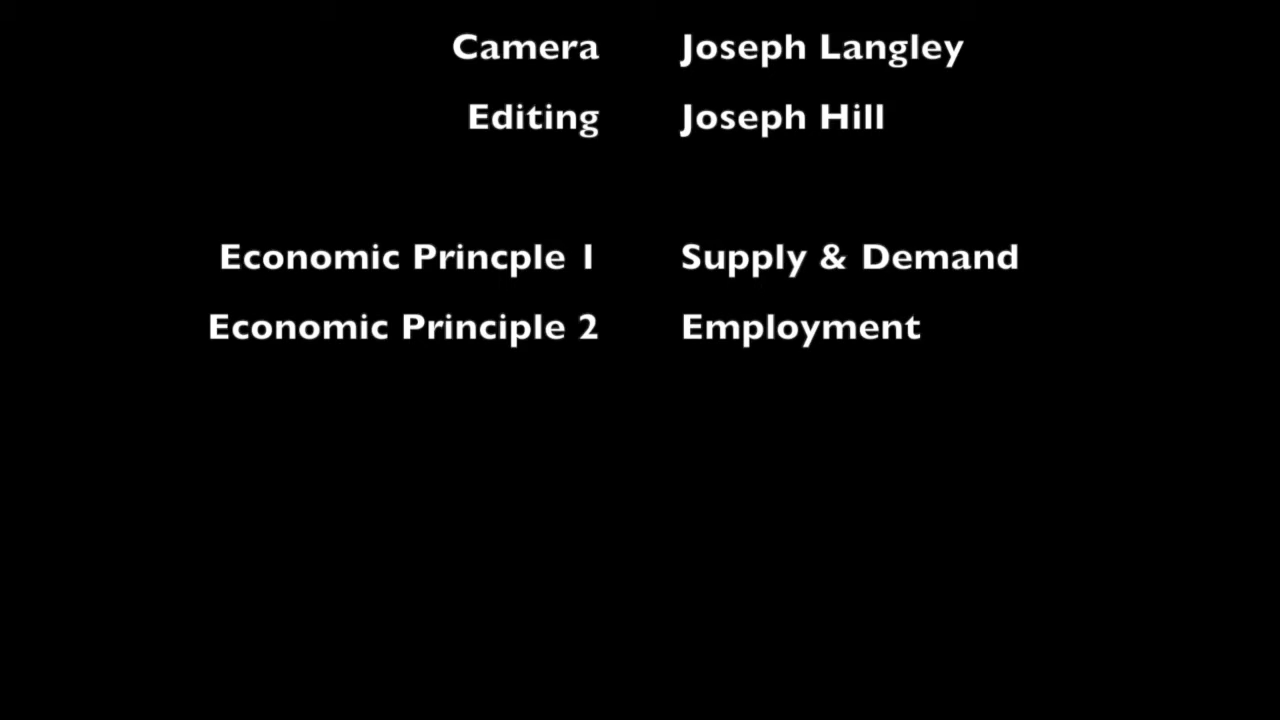 Camera Joseph Langley
Editing Joseph Hill
Economic Princple 1 Supply & Demand
Economic Principle 2 Employment